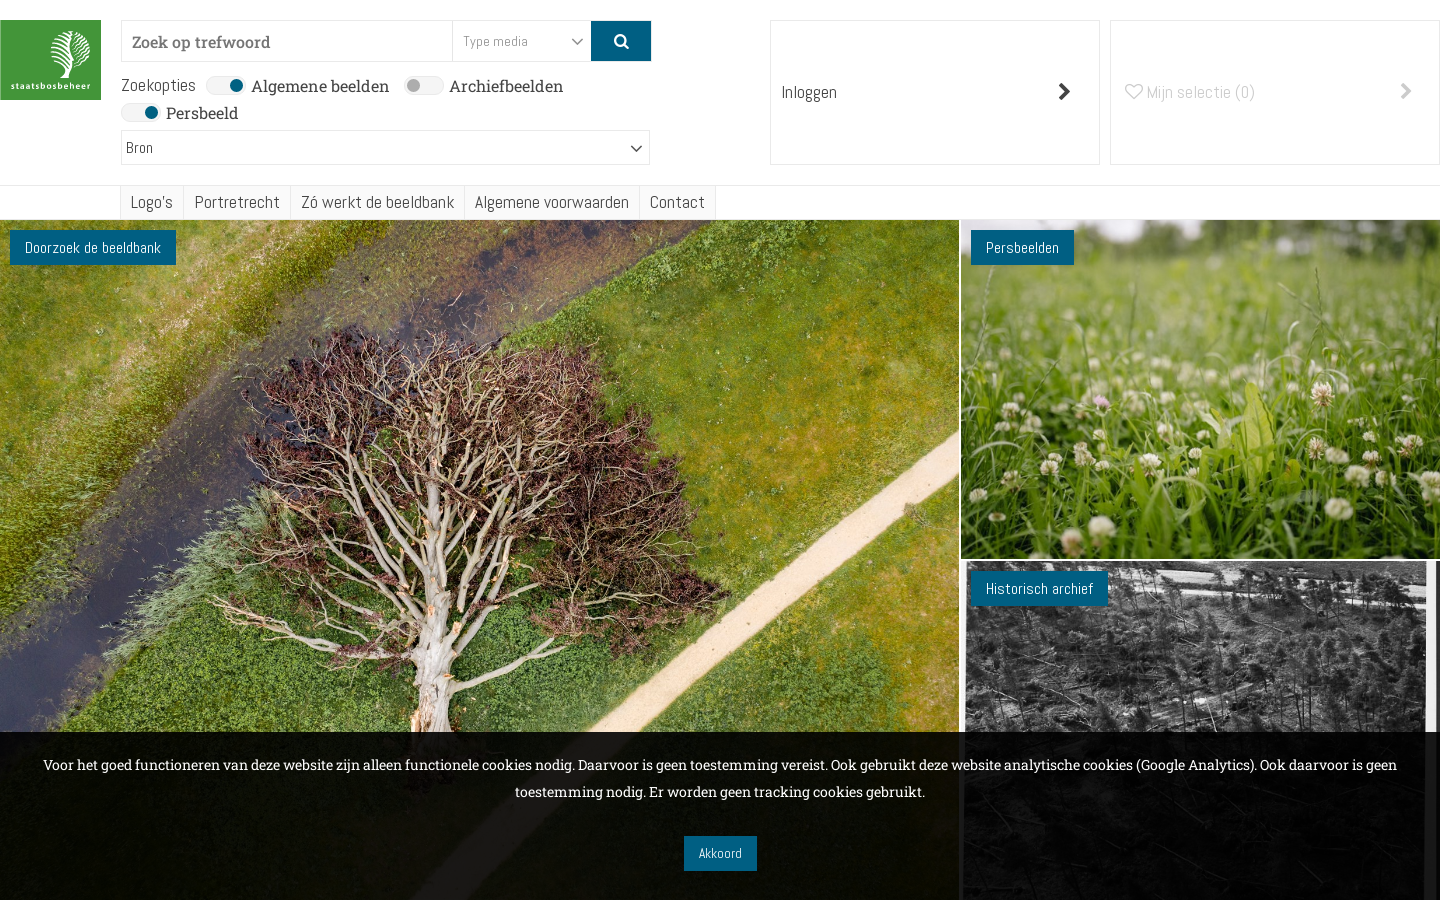 staatsbosbeheer
Zoek op trefwoord
Type media
Zoekopties
Algemene beelden
Archiefbeelden
Persbeeld
Bron
Inloggen
Mijn selectie (0)
Logo's
Portretrecht
Zó werkt de beeldbank
Algemene voorwaarden
Contact
Doorzoek de beeldbank
Persbeelden
Historisch archief
Voor het goed functioneren van deze website zijn alleen functionele cookies nodig. Daarvoor is geen toestemming vereist. Ook gebruikt deze website analytische cookies (Google Analytics). Ook daarvoor is geen
toestemming nodig. Er worden geen tracking cookies gebruikt.
Akkoord